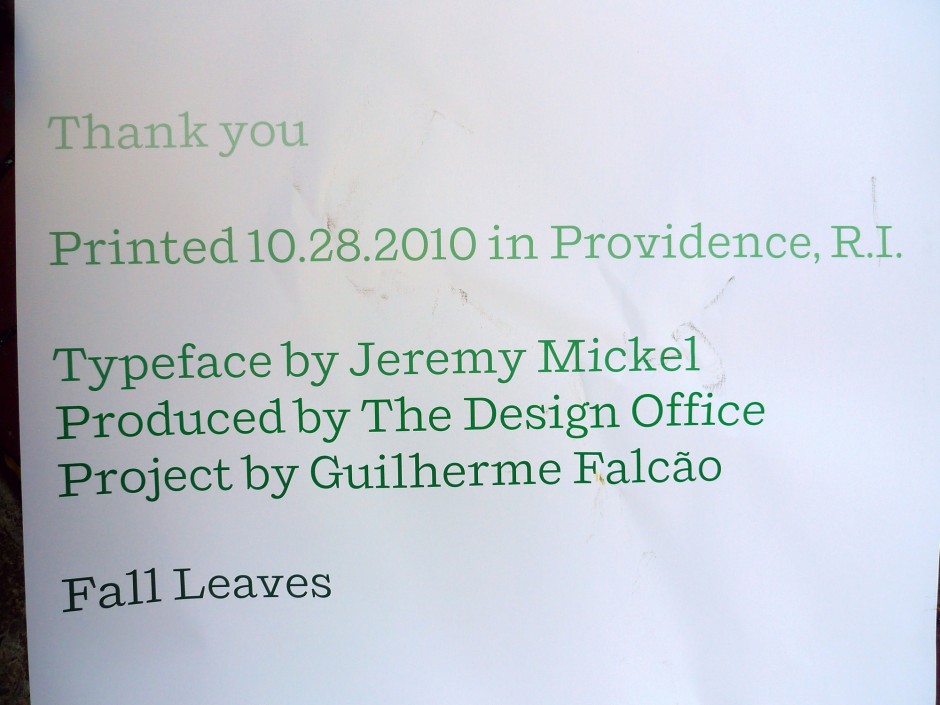 Thank you
Printed 10.28.2010 in Providence, R.I.
Typeface by Jeremy Mickel
Produced by The Design Office
Project by Guilherme Falcão
Fall Leaves